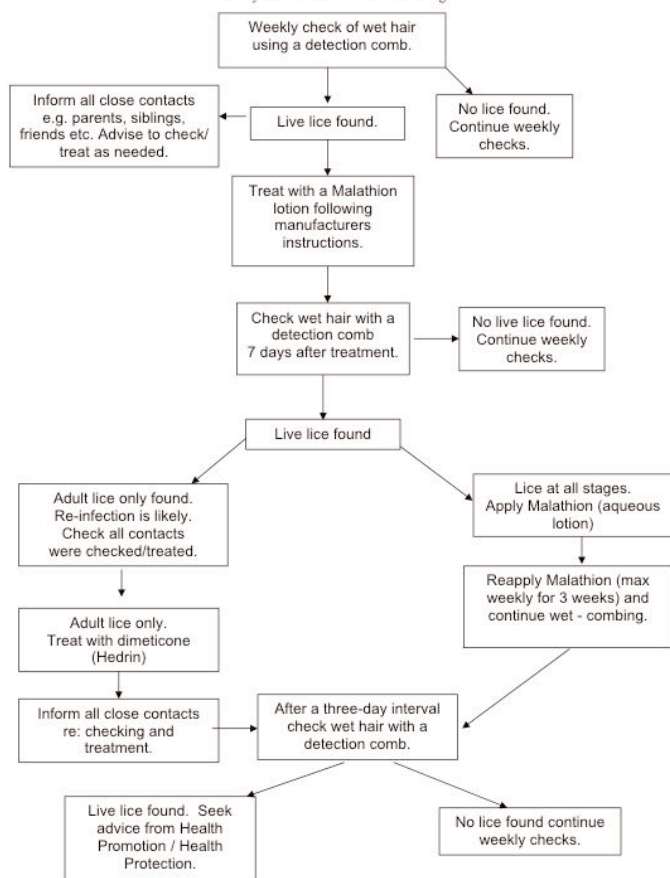 Weekly check of wet hair
using a detection comb.
Inform all close contacts
e.g. parents, siblings,
friends etc. Advise to check/
treat as needed.
Live lice found.
No lice found.
Continue weekly
checks.
Treat with a Malathion
lotion following
manufacturers
instructions.
Check wet hair with a
detection comb
7 days after treatment.
No live lice found.
Continue weekly
checks.
Live lice found
Adult lice only found.
Re-infection is likely.
Check all contacts
were checked/treated.
Lice at all stages.
Apply Malathion (aqueous
lotion)
Adult lice only.
Treat with dimeticone
(Hedrin)
Reapply Malathion (max
weekly for 3 weeks) and
continue wet - combing.
Inform all close contacts
re: checking and
treatment.
After a three-day interval
check wet hair with a
detection comb.
Live lice found. Seek
advice from Health
Promotion / Health
Protection.
No lice found continue
weekly checks.